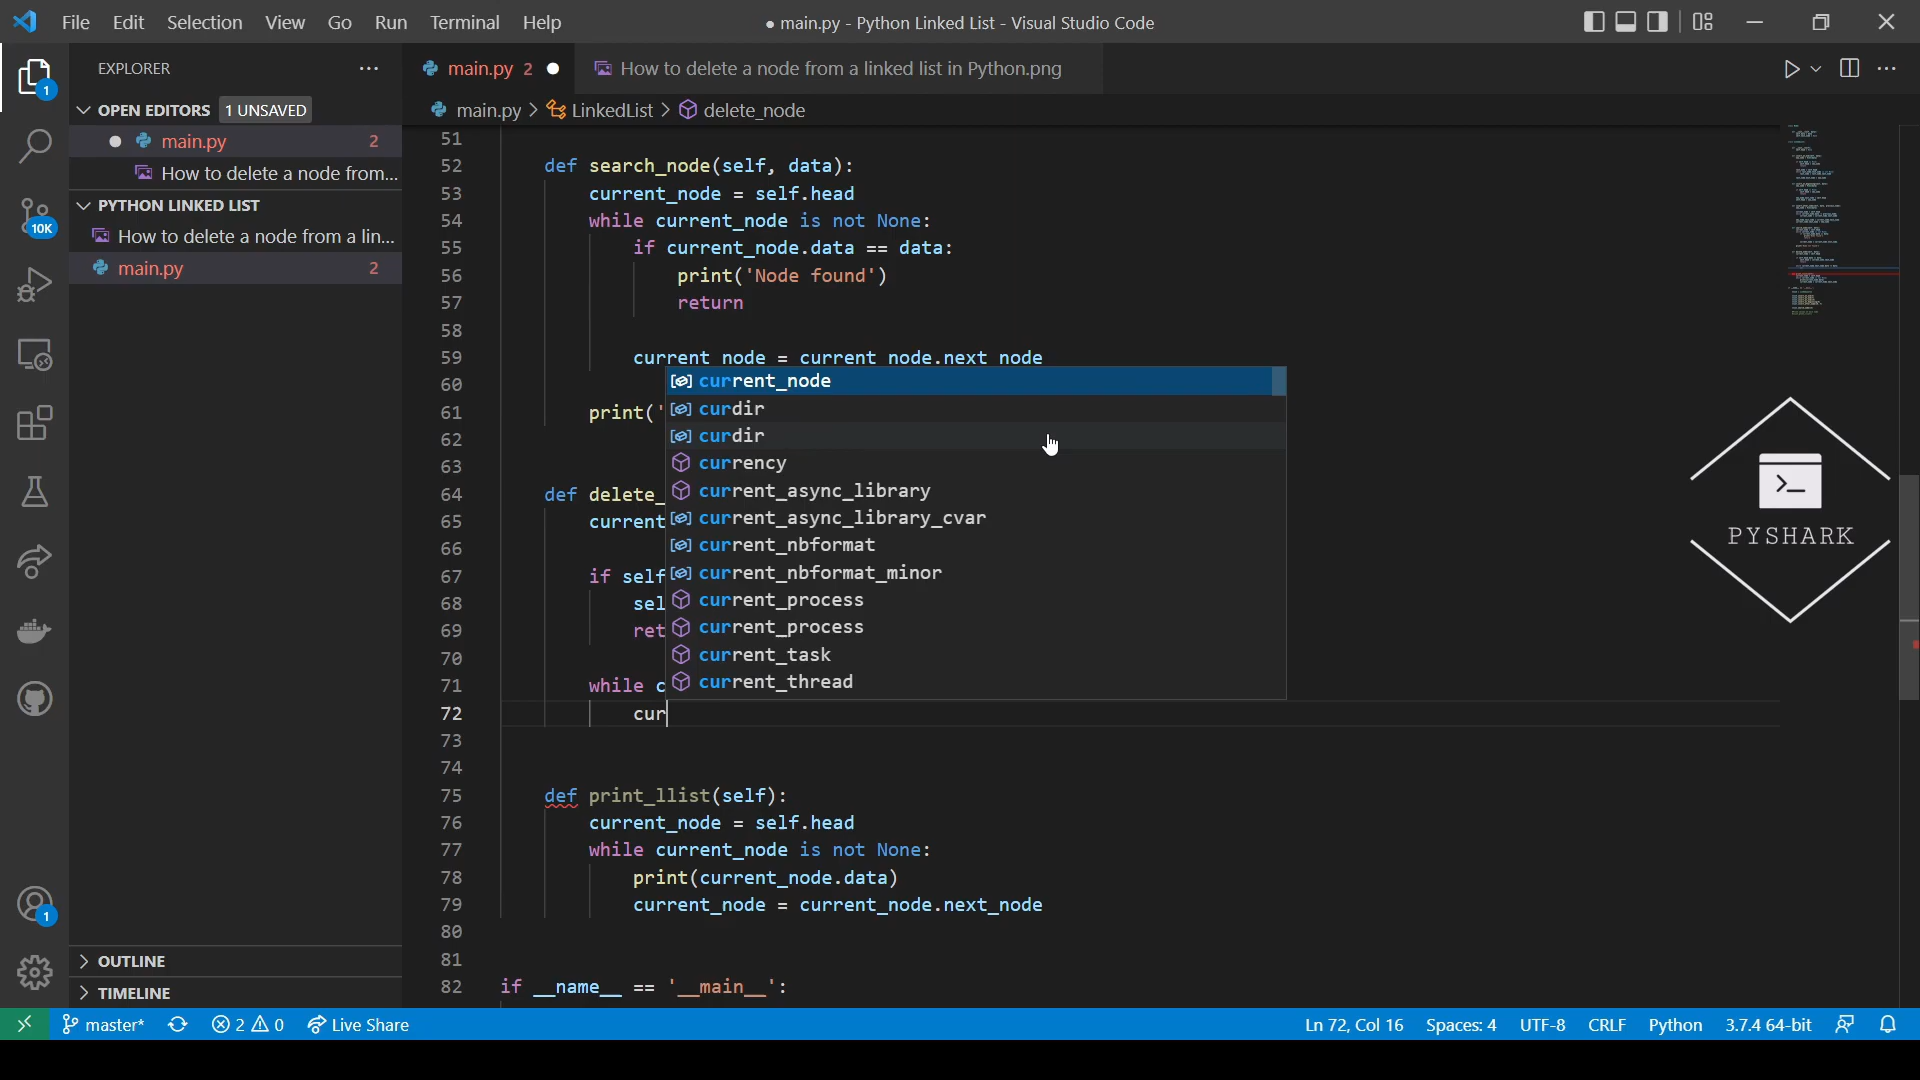 File Edit Selection View Go Run Terminal Help
● main.py - Python Linked List - Visual Studio Code
EXPLORER
1
OPEN EDITORS 1 UNSAVED
main.py 2
How to delete a node from...
PYTHON LINKED LIST
10K
How to delete a node from a lin...
main.py 2
1
OUTLINE
TIMELINE
main.py 2
How to delete a node from a linked list in Python.png
main.py > LinkedList > delete_node
51
52 def search_node(self, data):
53 current_node = self.head
54 while current_node is not None:
55 if current_node.data == data:
56 print('Node found')
57 return
58
59 current_node = current_node.next_node
60
61 print('
62
63
64 def delete_
65 current
66
67 if self
68 sel
69 ret
70
71 while c
72 cur
73
74
75 def print_llist(self):
76 current_node = self.head
77 while current_node is not None:
78 print(current_node.data)
79 current_node = current_node.next_node
80
81
82 if __name__ == '__main__':
current_node
curdir
curdir
currency
current_async_library
current_async_library_cvar
current_nbformat
current_nbformat_minor
current_process
current_process
current_task
current_thread
>_
PYSHARK
master* 2 0 Live Share
Ln 72, Col 16 Spaces: 4 UTF-8 CRLF Python 3.7.4 64-bit